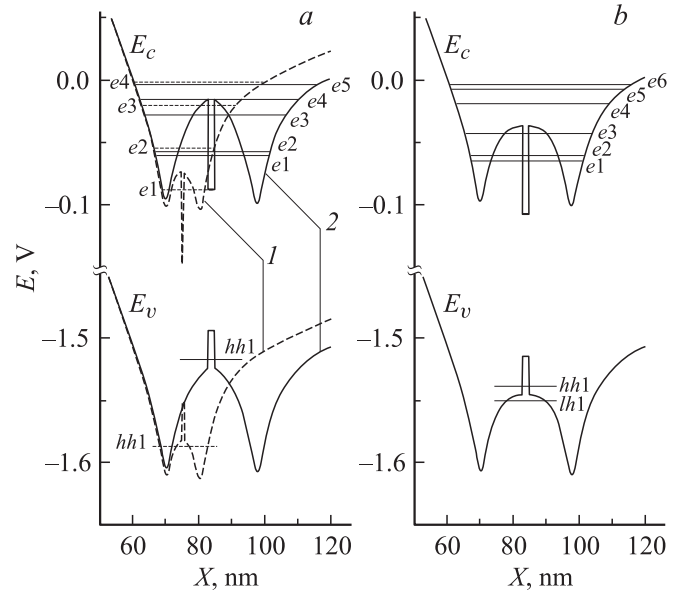 a
b
E_c
E_c
0.0
e4
e5
e6
e5
e4
e4
e3
e3
e3
e2
e2
e2
e1
e1
e1
−0.1
1
2
E, V
E_v
E_v
−1.5
hh1
hh1
lh1
hh1
−1.6
60 80 100 120
60 80 100 120
X, nm
X, nm